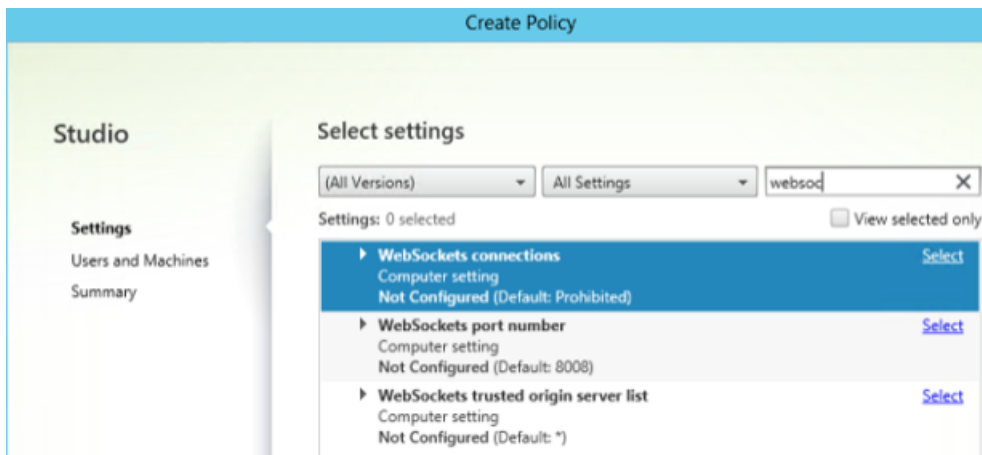 Create Policy
Studio
Settings
Users and Machines
Summary
Select settings
(All Versions) All Settings websoc
Settings: 0 selected View selected only
WebSockets connections Select
Computer setting
Not Configured (Default: Prohibited)
WebSockets port number Select
Computer setting
Not Configured (Default: 8008)
WebSockets trusted origin server list Select
Computer setting
Not Configured (Default: *)